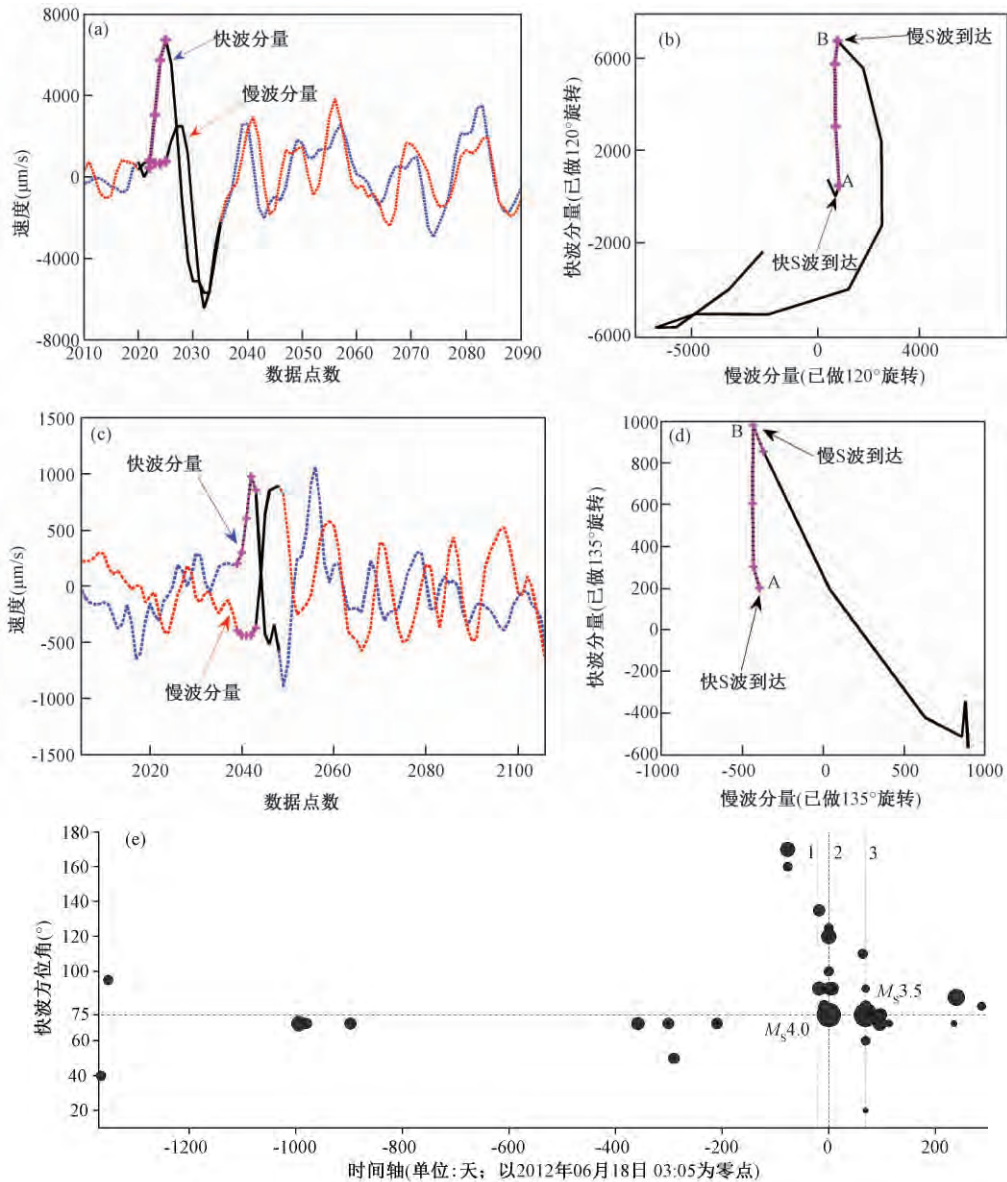 (a)
8000
4000
0
-4000
-8000
速度(μm/s)
快波分量
慢波分量
2010 2020 2030 2040 2050 2060 2070 2080 2090
数据点数
(b)
6000
2000
-2000
-6000
快波分量(已做120°旋转)
B
慢S波到达
A
快S波到达
-5000 0 4000
慢波分量(已做120°旋转)
(c)
1500
1000
500
0
-500
-1000
-1500
速度(μm/s)
快波分量
慢波分量
2020 2040 2060 2080 2100
数据点数
(d)
1000
800
600
400
200
0
-200
-400
-600
快波分量(已做135°旋转)
B
慢S波到达
A
快S波到达
-1000 -500 0 500 1000
慢波分量(已做135°旋转)
(e)
180
160
140
120
100
75
60
40
20
快波方位角(°)
1 2 3
Ms3.5
Ms4.0
-1200 -1000 -800 -600 -400 -200 0 200
时间轴(单位:天; 以2012年06月18日 03:05为零点)